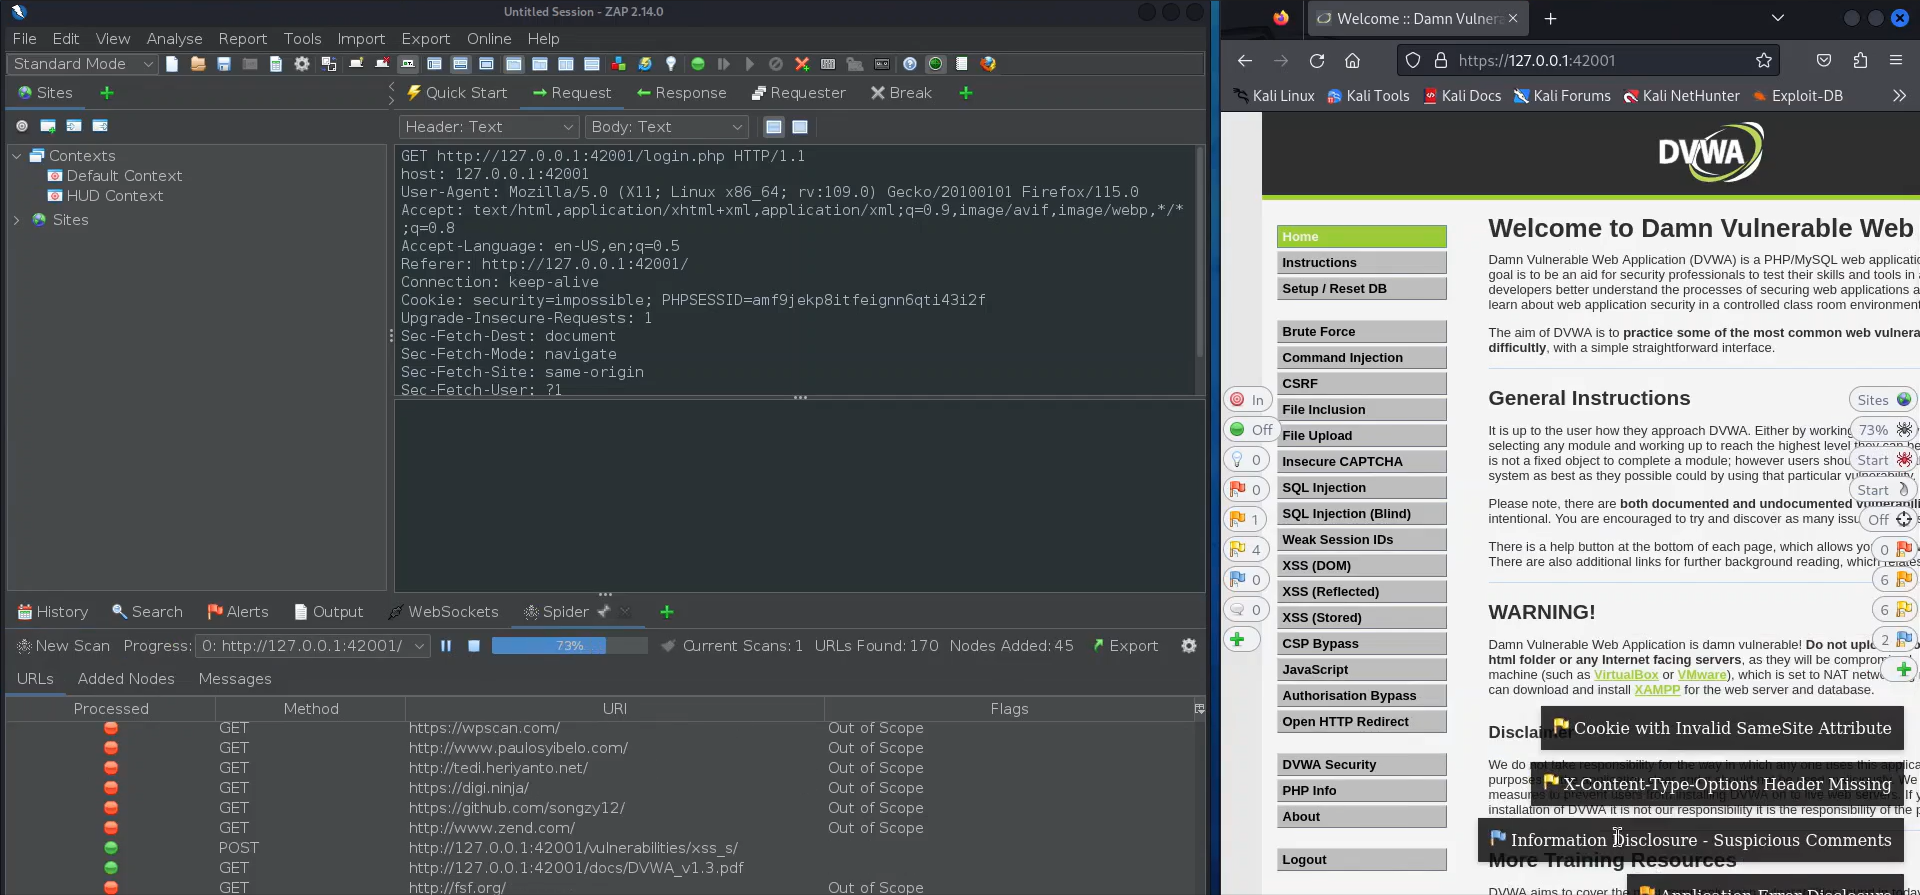 Untitled Session - ZAP 2.14.0
File Edit View Analyse Report Tools Import Export Online Help
Standard Mode
Sites
Quick Start Request Response Requester Break
Header: Text Body: Text
Contexts
Default Context
HUD Context
Sites
GET http://127.0.0.1:42001/login.php HTTP/1.1
host: 127.0.0.1:42001
User-Agent: Mozilla/5.0 (X11; Linux x86_64; rv:109.0) Gecko/20100101 Firefox/115.0
Accept: text/html,application/xhtml+xml,application/xml;q=0.9,image/avif,image/webp,*/*
;q=0.8
Accept-Language: en-US,en;q=0.5
Referer: http://127.0.0.1:42001/
Connection: keep-alive
Cookie: security=impossible; PHPSESSID=amf9jekp8itfeignn6qti43i2f
Upgrade-Insecure-Requests: 1
Sec-Fetch-Dest: document
Sec-Fetch-Mode: navigate
Sec-Fetch-Site: same-origin
Sec-Fetch-User: ?1
History Search Alerts Output WebSockets Spider
New Scan Progress: 0: http://127.0.0.1:42001/ 73% Current Scans: 1 URLs Found: 170 Nodes Added: 45 Export
URLs Added Nodes Messages
Processed Method URI Flags
GET https://wpscan.com/ Out of Scope
GET http://www.paulosyibelo.com/ Out of Scope
GET http://tedi.heriyanto.net/ Out of Scope
GET https://digi.ninja/ Out of Scope
GET https://github.com/songzy12/ Out of Scope
GET http://www.zend.com/ Out of Scope
POST http://127.0.0.1:42001/vulnerabilities/xss_s/
GET http://127.0.0.1:42001/docs/DVWA_v1.3.pdf
GET http://fsf.org/ Out of Scope
Welcome :: Damn Vulnera
https://127.0.0.1:42001
Kali Linux Kali Tools Kali Docs Kali Forums Kali NetHunter Exploit-DB
DVWA
Home
Instructions
Setup / Reset DB
Brute Force
Command Injection
CSRF
File Inclusion
File Upload
Insecure CAPTCHA
SQL Injection
SQL Injection (Blind)
Weak Session IDs
XSS (DOM)
XSS (Reflected)
XSS (Stored)
CSP Bypass
JavaScript
Authorisation Bypass
Open HTTP Redirect
DVWA Security
PHP Info
About
Logout
In
Off
0
0
1
4
0
0
Welcome to Damn Vulnerable Web
Damn Vulnerable Web Application (DVWA) is a PHP/MySQL web applicatio
goal is to be an aid for security professionals to test their skills and tools in
developers better understand the processes of securing web applications a
learn about web application security in a controlled class room environment
The aim of DVWA is to practice some of the most common web vulnera
difficultly, with a simple straightforward interface.
General Instructions
It is up to the user how they approach DVWA. Either by working
selecting any module and working up to reach the highest level they can
is not a fixed object to complete a module; however users shou
system as best as they possible could by using that particular vulnerability.
Please note, there are both documented and undocumented vulnerabili
intentional. You are encouraged to try and discover as many issu
There is a help button at the bottom of each page, which allows yo
There are also additional links for further background reading, which relates
WARNING!
Damn Vulnerable Web Application is damn vulnerable! Do not uplo
html folder or any Internet facing servers, as they will be comprom
machine (such as VirtualBox or VMware), which is set to NAT netw
can download and install XAMPP for the web server and database.
Disclaimer
We do not take responsibility for the way in which any one uses this applica
installation of DVWA it is not our responsibility it is the responsibility of the p
More Training Resources
DVWA aims to cover the
Sites
73%
Start
Start
Off
0
6
6
2
Cookie with Invalid SameSite Attribute
X-Content-Type-Options Header Missing
Information Disclosure - Suspicious Comments
Application Error Disclosure